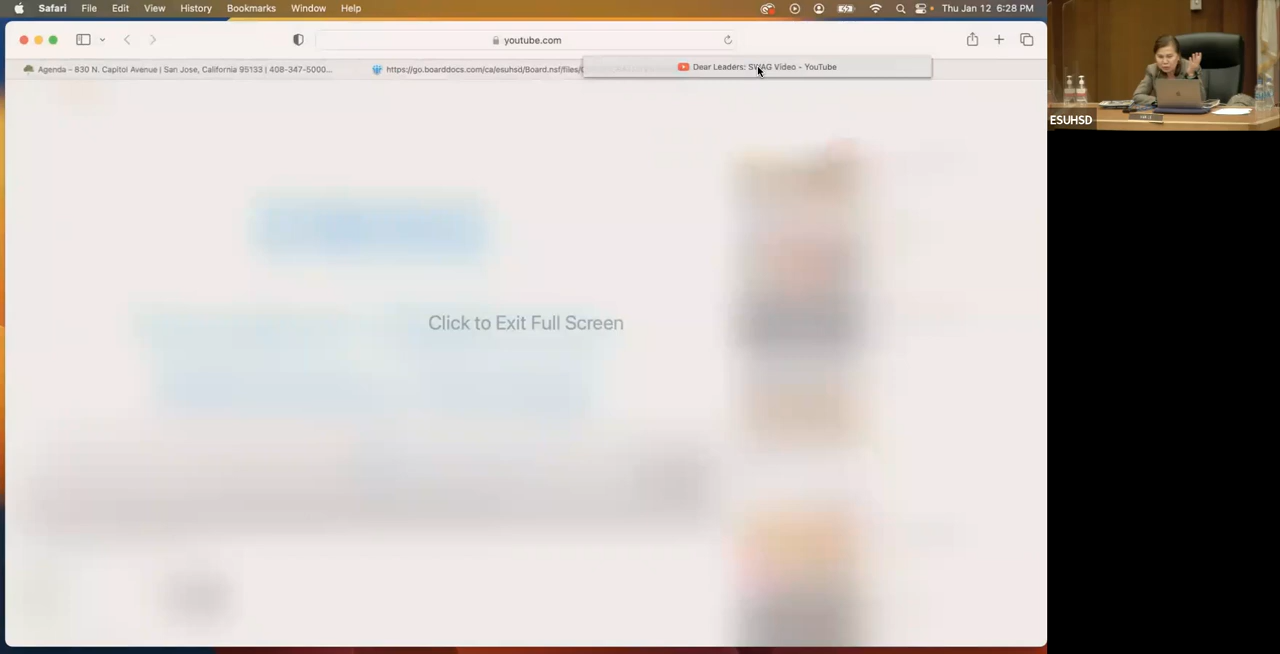 Safari File Edit View History Bookmarks Window Help Thu Jan 12 6:28 PM
youtube.com
Agenda – 830 N. Capitol Avenue | San Jose, California 95133 | 408-347-5000... https://go.boarddocs.com/ca/esuhsd/Board.nsf/files/ Dear Leaders: SWAG Video - YouTube
Click to Exit Full Screen
ESUHSD